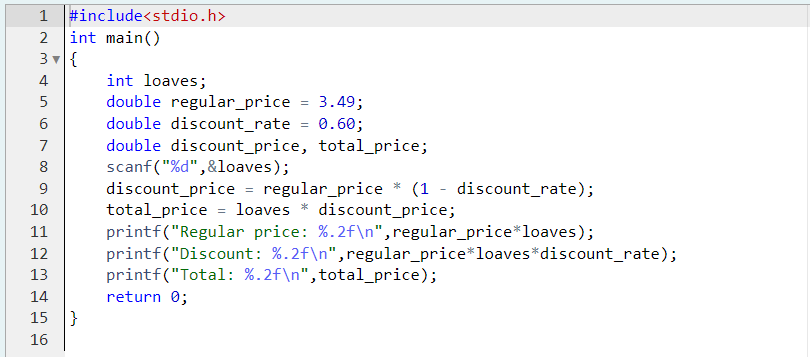 1 #include<stdio.h>
2 int main()
3 {
4     int loaves;
5     double regular_price = 3.49;
6     double discount_rate = 0.60;
7     double discount_price, total_price;
8     scanf("%d",&loaves);
9     discount_price = regular_price * (1 - discount_rate);
10     total_price = loaves * discount_price;
11     printf("Regular price: %.2f\n",regular_price*loaves);
12     printf("Discount: %.2f\n",regular_price*loaves*discount_rate);
13     printf("Total: %.2f\n",total_price);
14     return 0;
15 }
16